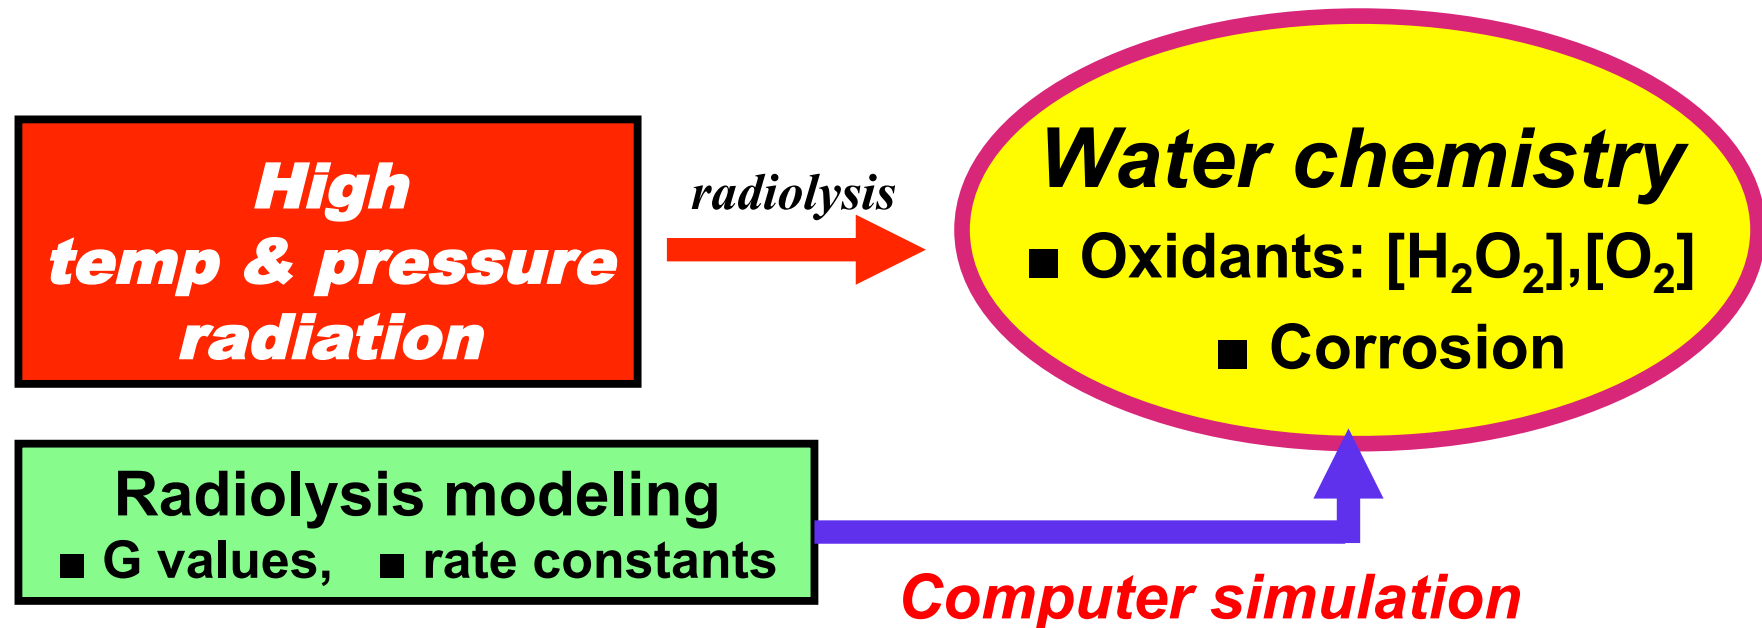 High
temp & pressure
radiation
radiolysis
Water chemistry
■ Oxidants: [H₂O₂],[O₂]
■ Corrosion
Radiolysis modeling
■ G values, ■ rate constants
Computer simulation